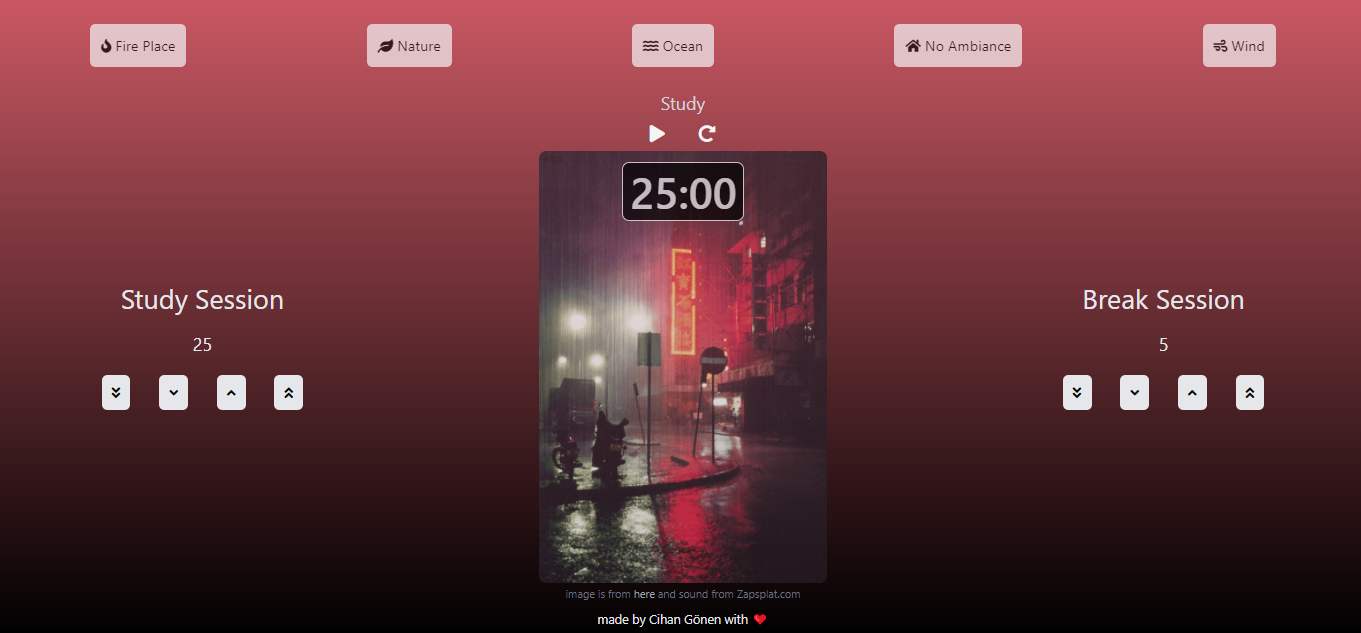 Fire Place
Nature
Ocean
No Ambiance
Wind
Study
25:00
Study Session
25
Break Session
5
image is from here and sound from Zapsplat.com
made by Cihan Gönen with